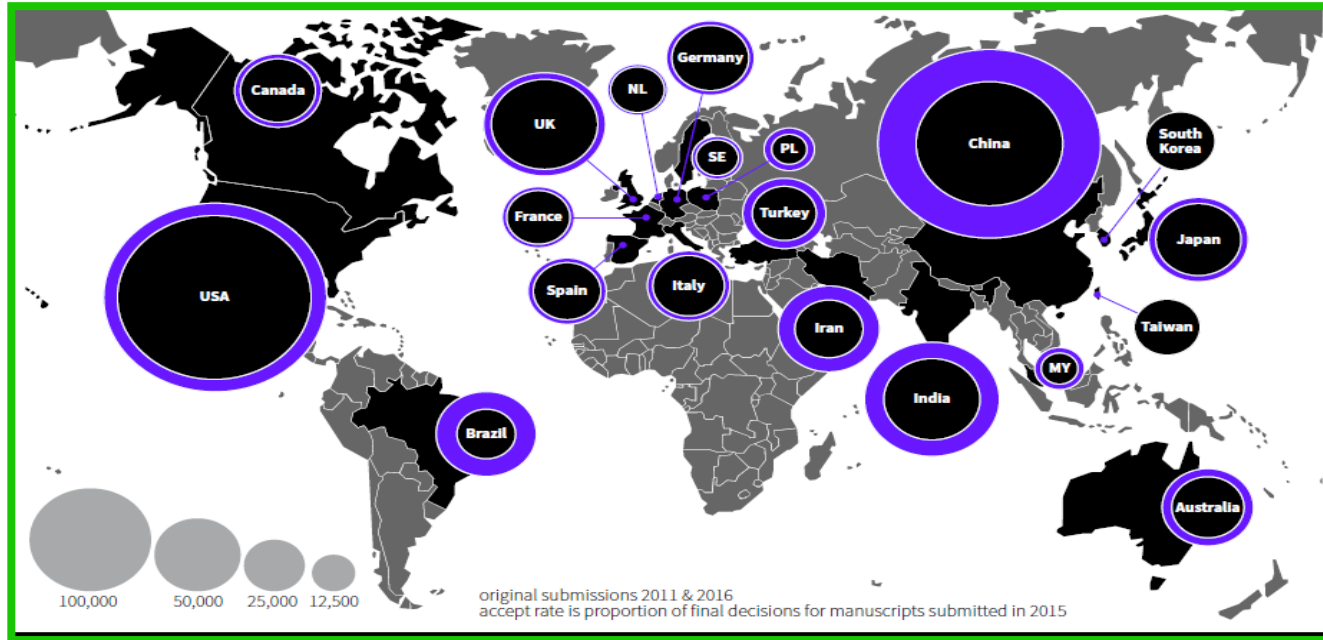 Germany
Canada
NL
UK
China
South
Korea
SE
PL
France
Turkey
Japan
USA
Spain
Italy
Iran
Taiwan
MY
India
Brazil
Australia
100,000
50,000
25,000
12,500
original submissions 2011 & 2016
accept rate is proportion of final decisions for manuscripts submitted in 2015